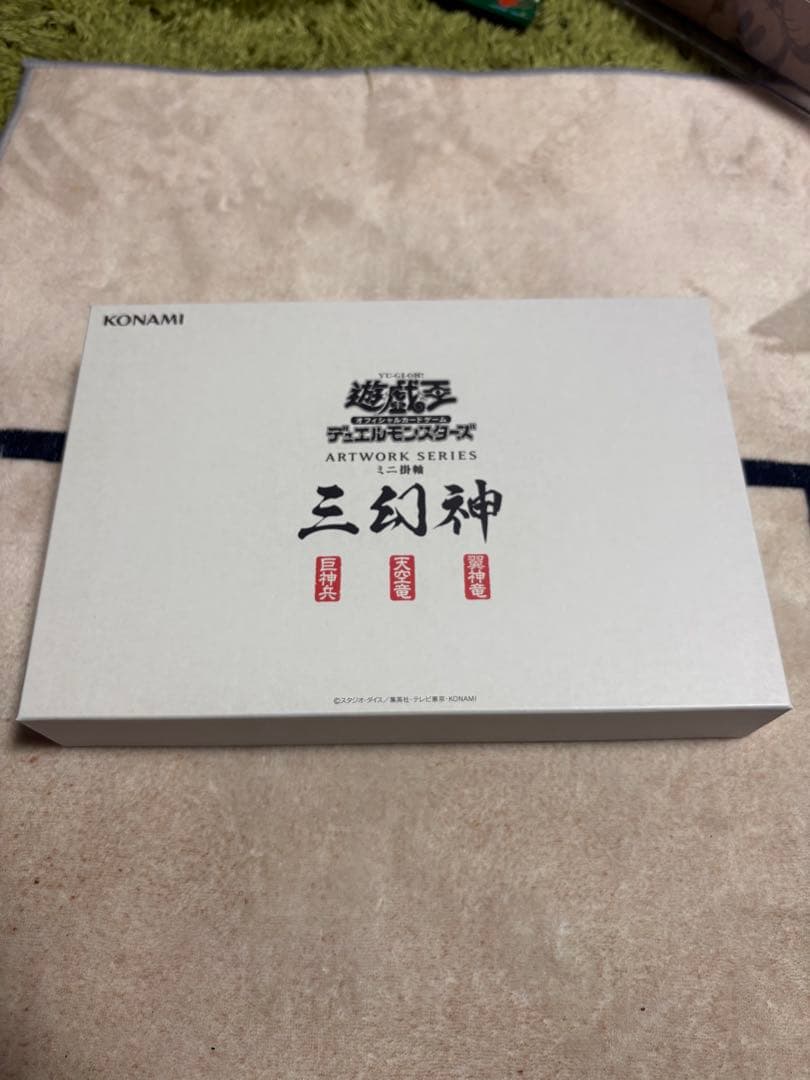 KONAMI
YU-GI-OH!
遊戯王
オフィシャルカードゲーム
デュエルモンスターズ
ARTWORK SERIES
ミニ掛軸
三幻神
巨神兵 天空竜 翼神竜
©スタジオ・ダイス／集英社・テレビ東京・KONAMI